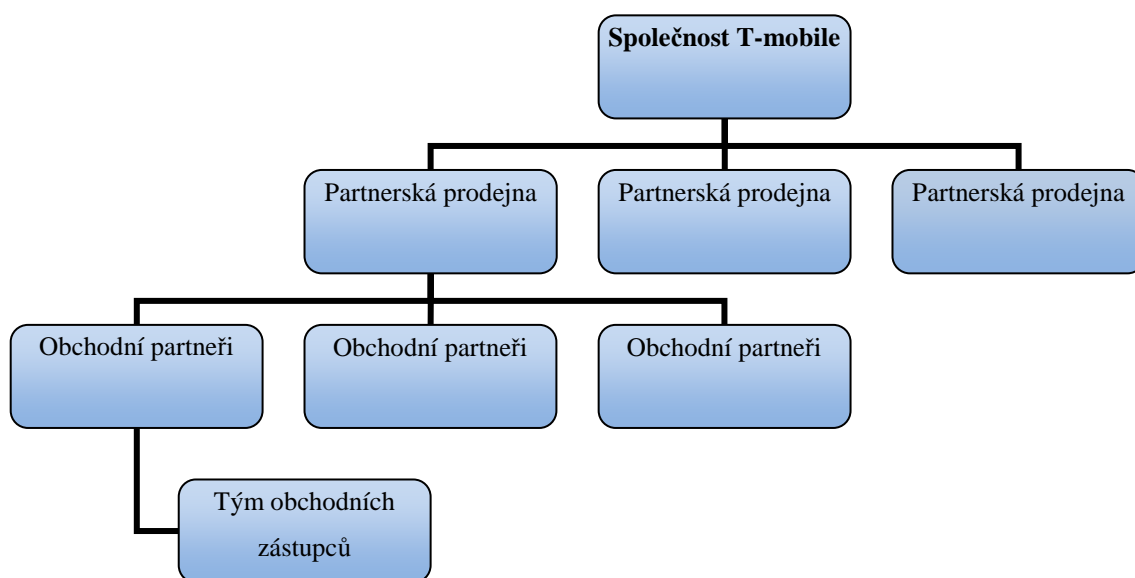 Společnost T-mobile
Partnerská prodejna
Partnerská prodejna
Partnerská prodejna
Obchodní partneři
Obchodní partneři
Obchodní partneři
Tým obchodních
zástupců